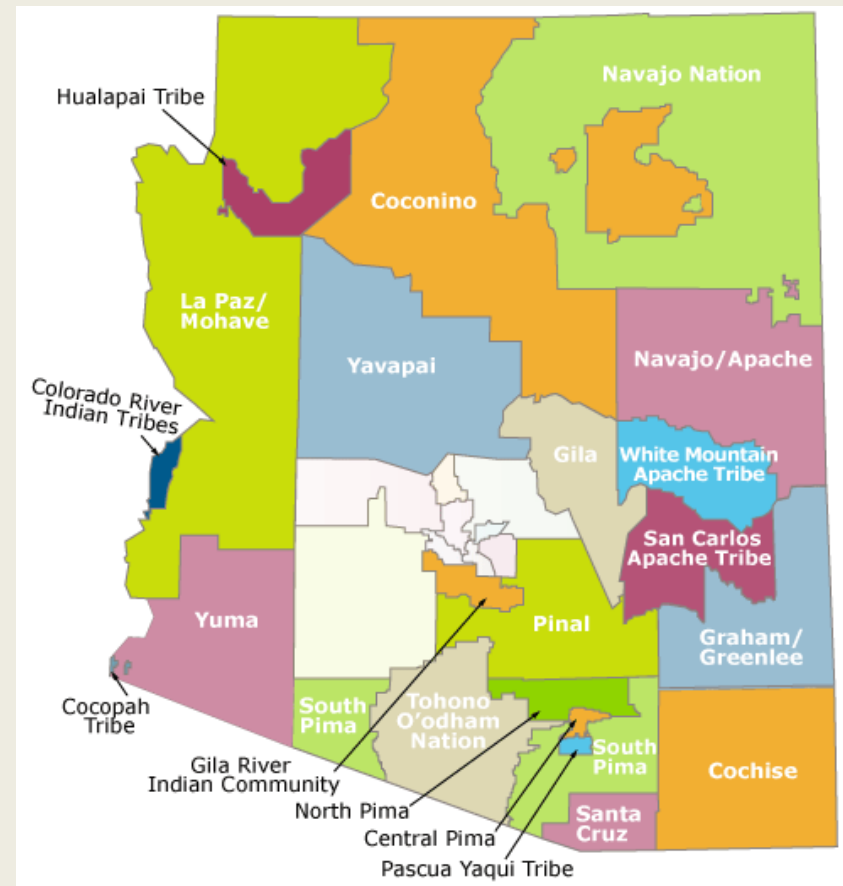 Navajo Nation
Hualapai Tribe
Coconino
La Paz/
Mohave
Yavapai
Navajo/Apache
Colorado River
Indian Tribes
Gila
White Mountain
Apache Tribe
San Carlos
Apache Tribe
Yuma
Pinal
Graham/
Greenlee
Cocopah
Tribe
South
Pima
Tohono
O'odham
Nation
South
Pima
Cochise
Gila River
Indian Community
North Pima
Santa
Cruz
Central Pima
Pascua Yaqui Tribe